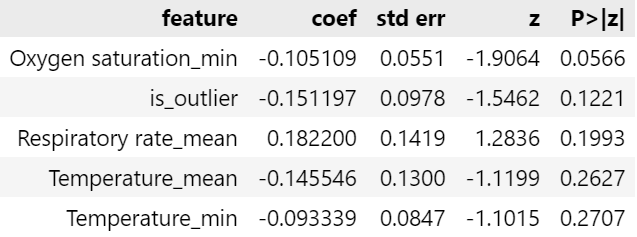 feature coef std err z P>|z|
Oxygen saturation_min -0.105109 0.0551 -1.9064 0.0566
is_outlier -0.151197 0.0978 -1.5462 0.1221
Respiratory rate_mean 0.182200 0.1419 1.2836 0.1993
Temperature_mean -0.145546 0.1300 -1.1199 0.2627
Temperature_min -0.093339 0.0847 -1.1015 0.2707